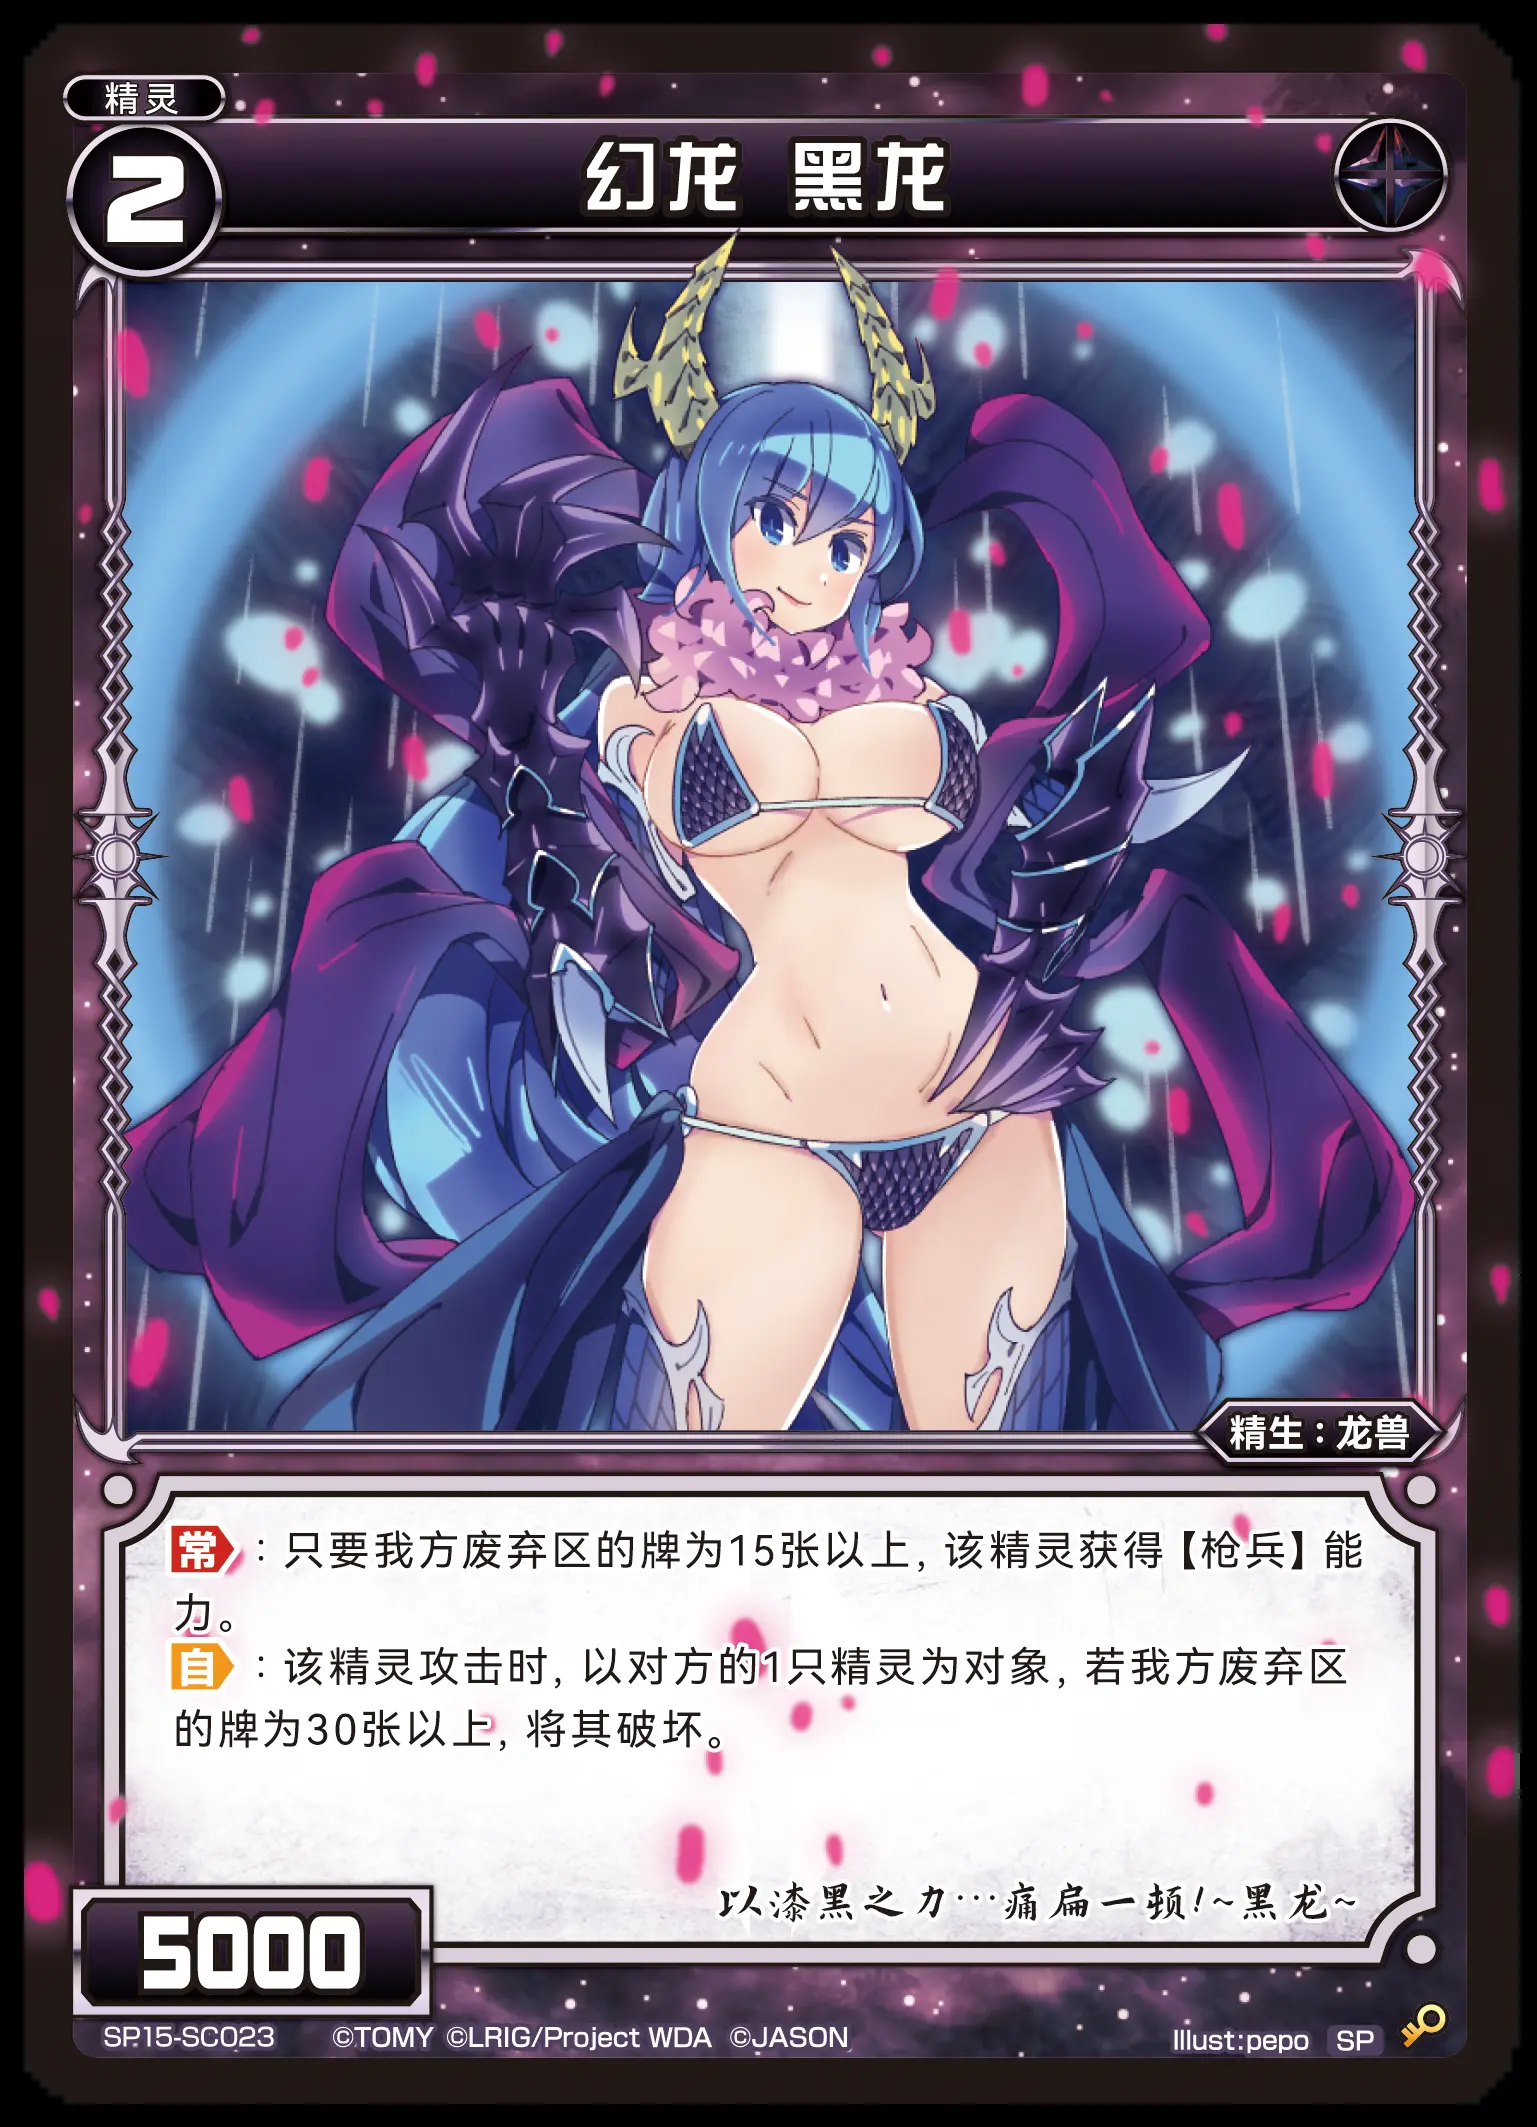 精灵
2
幻龙 黑龙
精生：龙兽
常：只要我方废弃区的牌为15张以上，该精灵获得【枪兵】能
力。
自：该精灵攻击时，以对方的1只精灵为对象，若我方废弃区
的牌为30张以上，将其破坏。
以漆黑之力…痛扁一顿!~黑龙~
5000
SP15-SC023 ©TOMY ©LRIG/Project WDA ©JASON Illust:pepo SP